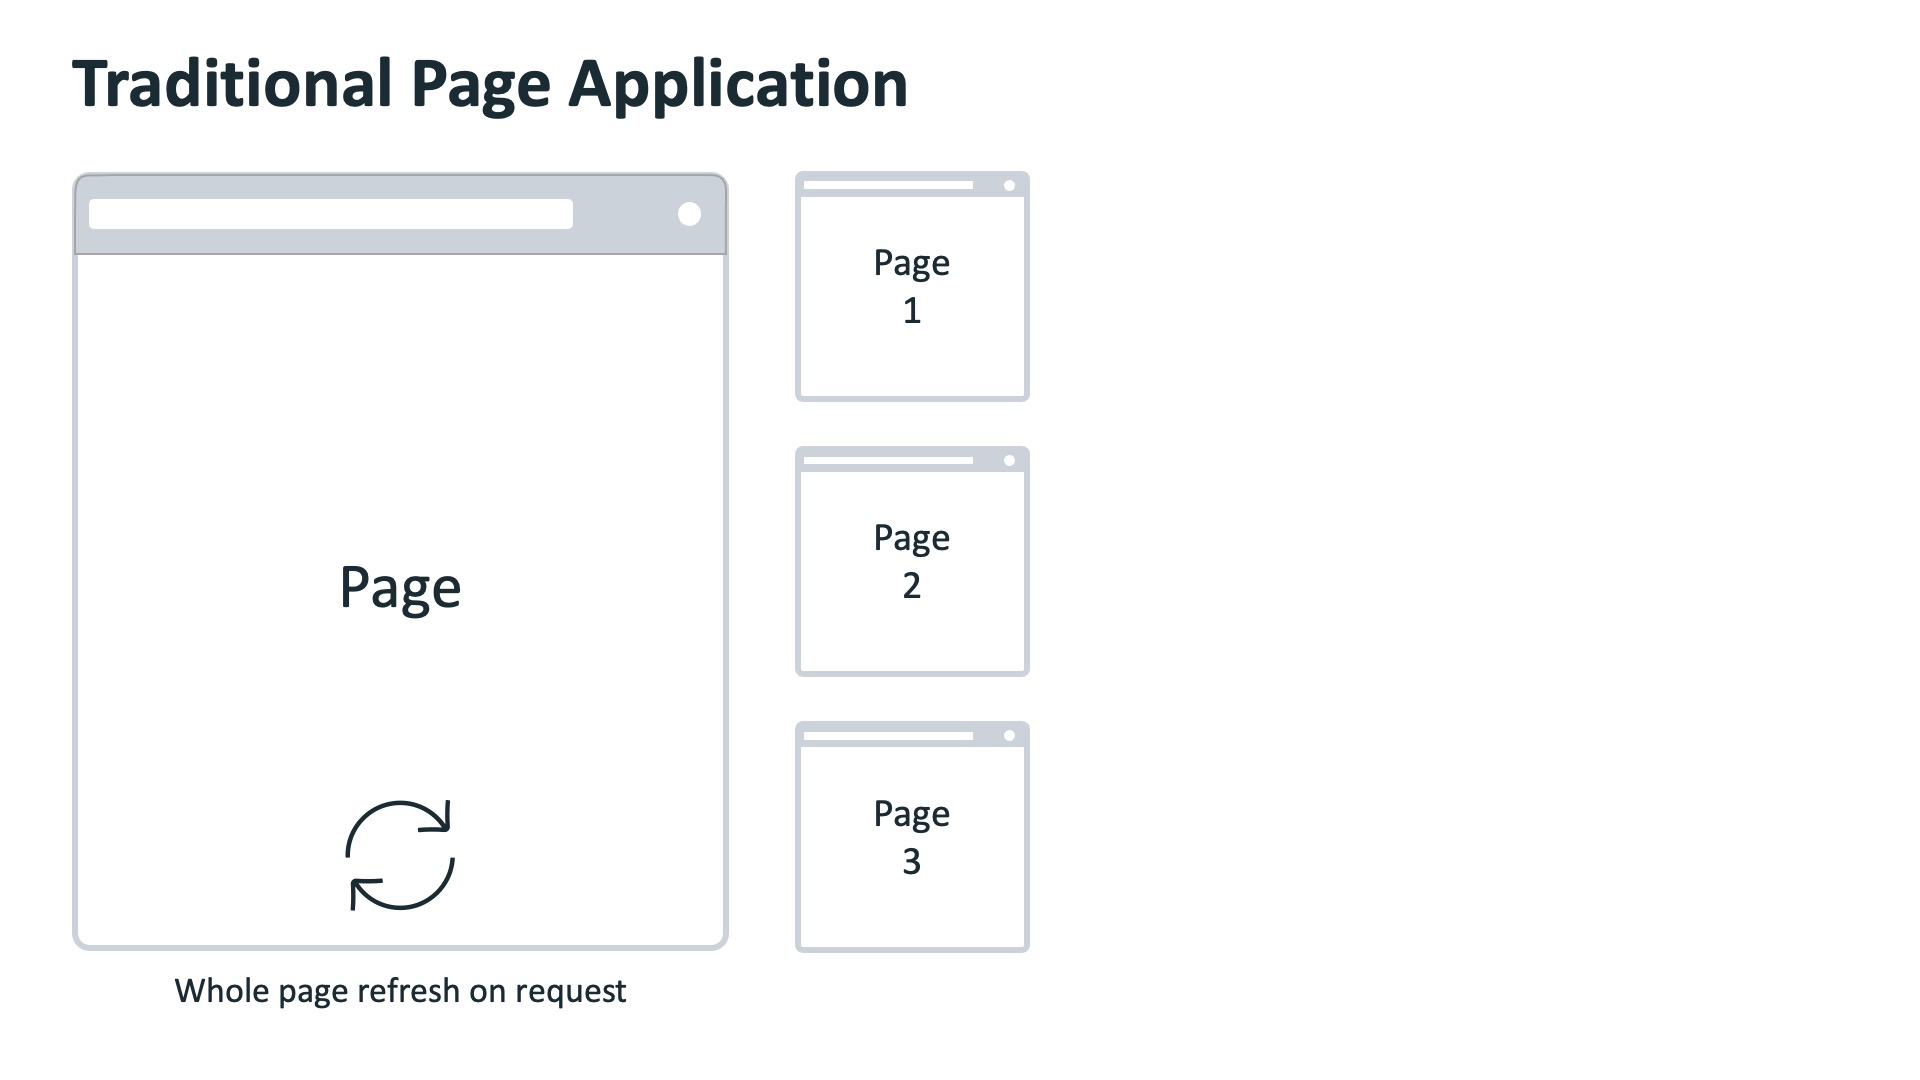 Traditional Page Application
Page
Whole page refresh on request
Page
1
Page
2
Page
3